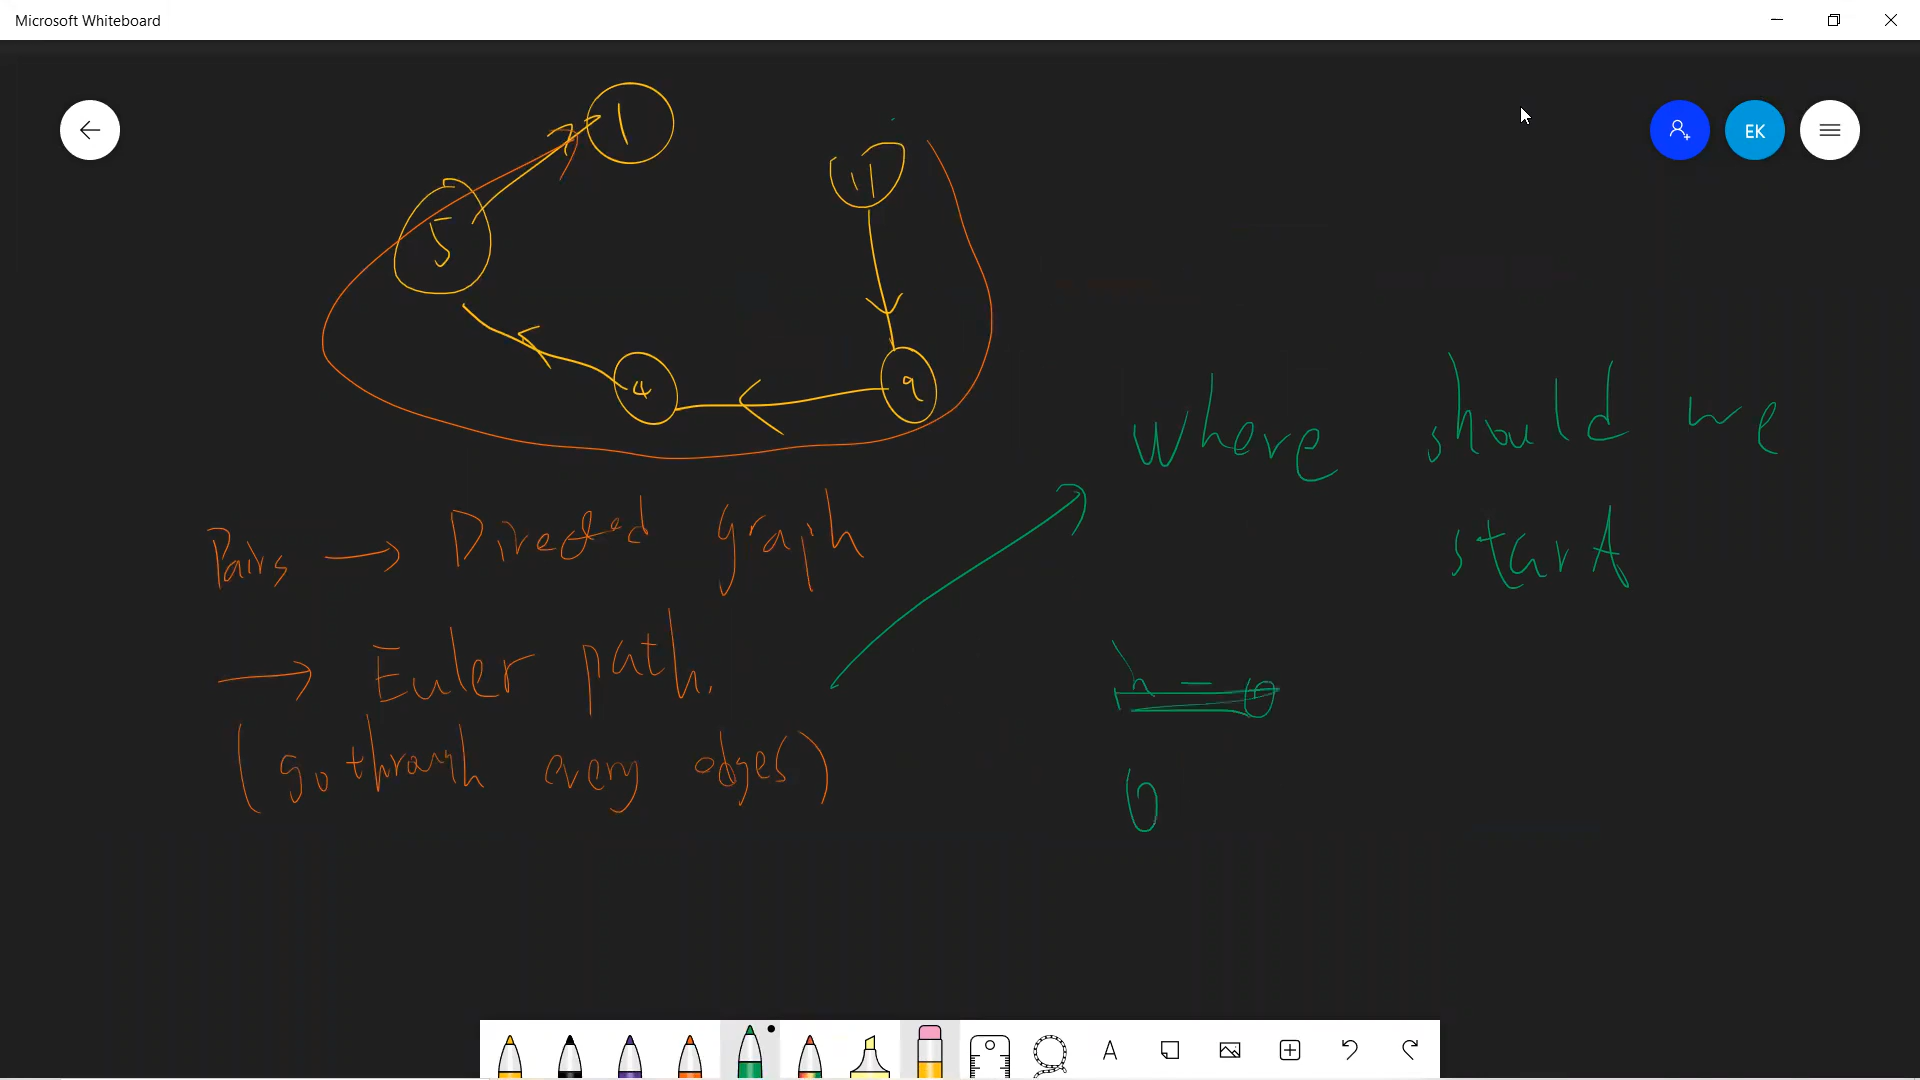 Microsoft Whiteboard
1
11
5
EK
4
9
where should we
start
Pairs → Directed graph
→ Euler path.
(go through every edges)
0
A